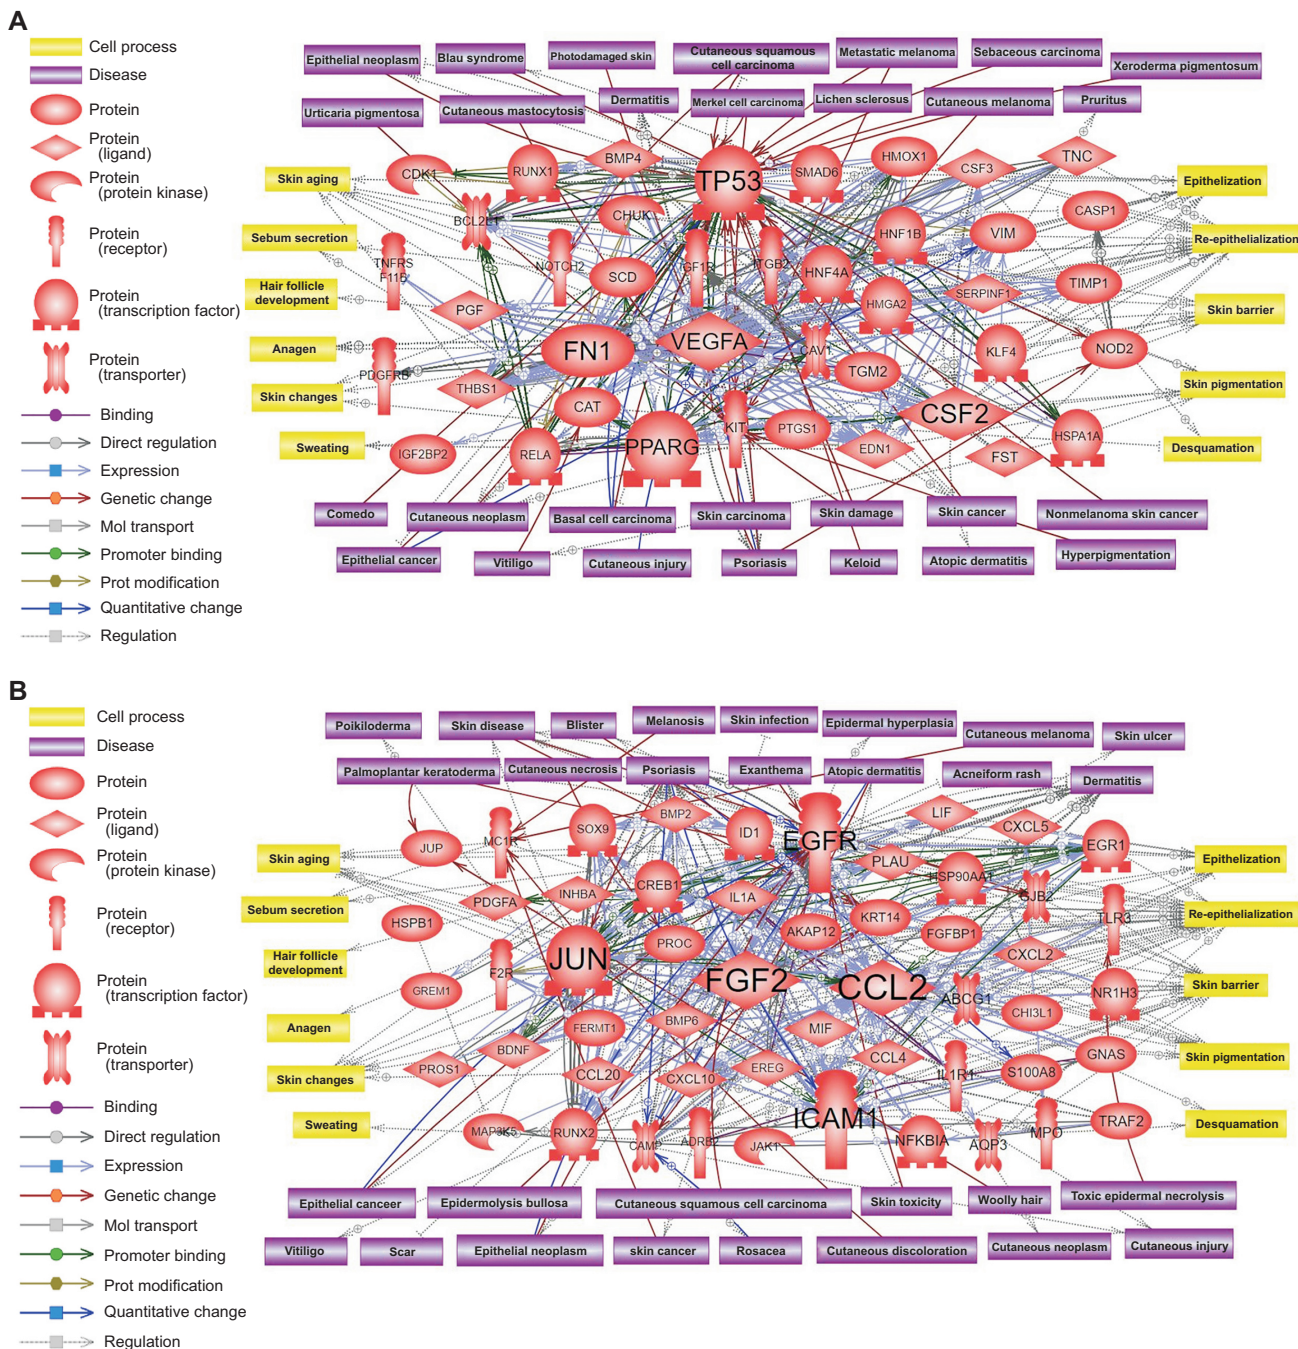 A
Cell process
Disease
Protein
Protein
(ligand)
Protein
(protein kinase)
Protein
(receptor)
Protein
(transcription factor)
Protein
(transporter)
Binding
Direct regulation
Expression
Genetic change
Mol transport
Promoter binding
Prot modification
Quantitative change
Regulation
Epithelial neoplasm
Blau syndrome
Photodamaged skin
Cutaneous squamous
cell carcinoma
Metastatic melanoma
Sebaceous carcinoma
Xeroderma pigmentosum
Urticaria pigmentosa
Cutaneous mastocytosis
Dermatitis
Merkel cell carcinoma
Lichen sclerosus
Cutaneous melanoma
Pruritus
Skin aging
Sebum secretion
Hair follicle
development
Anagen
Skin changes
Sweating
Epithelization
Re-epithelialization
Skin barrier
Skin pigmentation
Desquamation
CDK1
RUNX1
BMP4
TP53
SMAD6
HMOX1
CSF3
TNC
BCL2L1
CHUK
CASP1
HNF1B
VIM
TNFRS
F11B
NOTCH2
SCD
IGF1R
ITGB2
HNF4A
HMGA2
SERPINF1
TIMP1
PGF
FN1
VEGFA
CAV1
TGM2
KLF4
NOD2
PDGFRB
THBS1
CAT
KIT
PTGS1
CSF2
IGF2BP2
RELA
PPARG
EDN1
FST
HSPA1A
Comedo
Cutaneous neoplasm
Basal cell carcinoma
Skin carcinoma
Skin damage
Skin cancer
Nonmelanoma skin cancer
Epithelial cancer
Vitiligo
Cutaneous injury
Psoriasis
Keloid
Atopic dermatitis
Hyperpigmentation
B
Cell process
Disease
Protein
Protein
(ligand)
Protein
(protein kinase)
Protein
(receptor)
Protein
(transcription factor)
Protein
(transporter)
Binding
Direct regulation
Expression
Genetic change
Mol transport
Promoter binding
Prot modification
Quantitative change
Regulation
Poikiloderma
Skin disease
Blister
Melanosis
Skin infection
Epidermal hyperplasia
Cutaneous melanoma
Skin ulcer
Palmoplantar keratoderma
Cutaneous necrosis
Psoriasis
Exanthema
Atopic dermatitis
Acneiform rash
Dermatitis
Skin aging
Sebum secretion
Hair follicle
development
Anagen
Skin changes
Sweating
Epithelization
Re-epithelialization
Skin barrier
Skin pigmentation
Desquamation
JUP
MC1R
SOX9
BMP2
ID1
EGFR
LIF
CXCL5
EGR1
PDGFA
INHBA
CREB1
IL1A
PLAU
HSP90AA1
GJB2
TLR3
HSPB1
PROC
AKAP12
KRT14
FGFBP1
CXCL2
F2R
JUN
FGF2
CCL2
ABCG1
NR1H3
GREM1
FERMT1
BMP6
MIF
CHI3L1
PROS1
BDNF
CCL20
CXCL10
EREG
CCL4
IL1R1
S100A8
GNAS
MAP3K5
RUNX2
CAMP
ADRB2
JAK1
ICAM1
NFKBIA
AQP3
MPO
TRAF2
Epithelial canceer
Epidermolysis bullosa
Cutaneous squamous cell carcinoma
Skin toxicity
Woolly hair
Toxic epidermal necrolysis
Vitiligo
Scar
Epithelial neoplasm
skin cancer
Rosacea
Cutaneous discoloration
Cutaneous neoplasm
Cutaneous injury